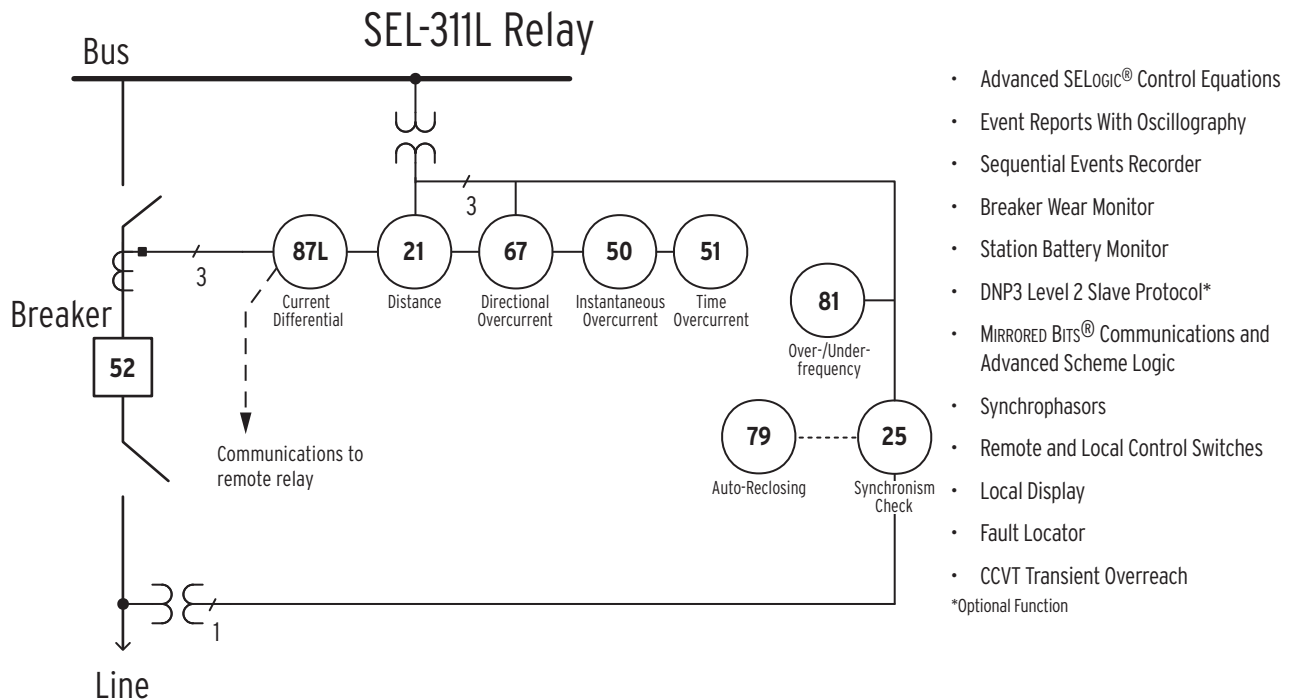 SEL-311L Relay
Bus
3
3
87L
21
67
50
51
Current
Differential
Distance
Directional
Overcurrent
Instantaneous
Overcurrent
Time
Overcurrent
Breaker
52
81
Over-/Under-
frequency
Communications to
remote relay
79
25
Auto-Reclosing
Synchronism
Check
1
Line
• Advanced SELOGIC® Control Equations
• Event Reports With Oscillography
• Sequential Events Recorder
• Breaker Wear Monitor
• Station Battery Monitor
• DNP3 Level 2 Slave Protocol*
• MIRRORED BITS® Communications and
Advanced Scheme Logic
• Synchrophasors
• Remote and Local Control Switches
• Local Display
• Fault Locator
• CCVT Transient Overreach
*Optional Function